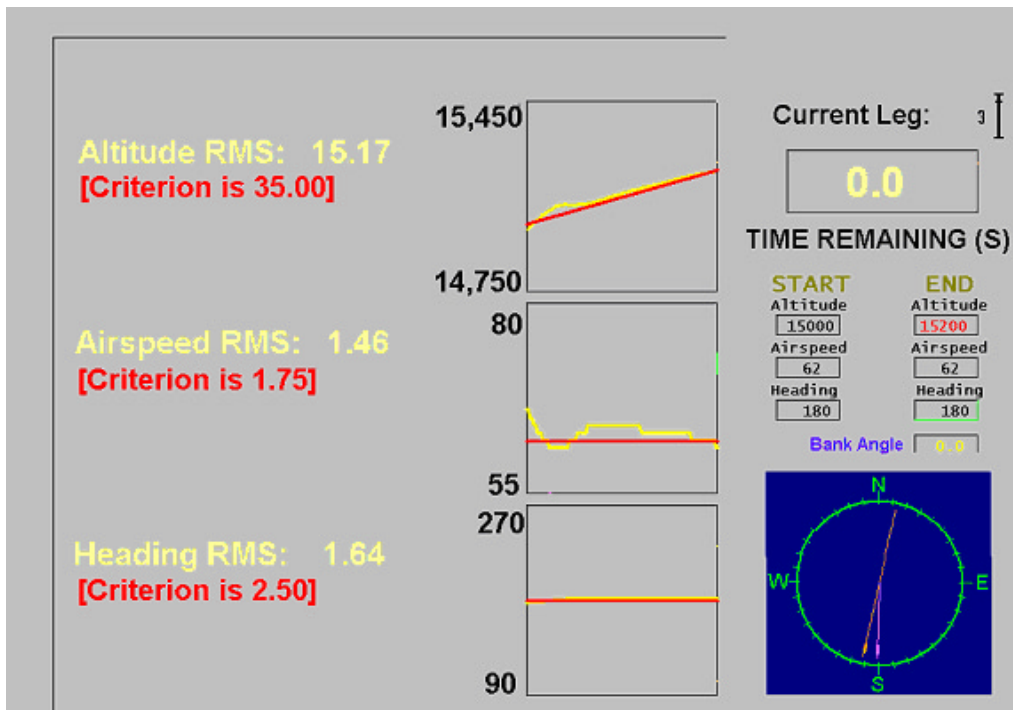 Altitude RMS: 15.17
[Criterion is 35.00]
15,450
14,750
Airspeed RMS: 1.46
[Criterion is 1.75]
80
55
Heading RMS: 1.64
[Criterion is 2.50]
270
90
Current Leg: 3
0.0
TIME REMAINING (S)
START END
Altitude Altitude
15000 15200
Airspeed Airspeed
62 62
Heading Heading
180 180
Bank Angle 0.0
N
W E
S